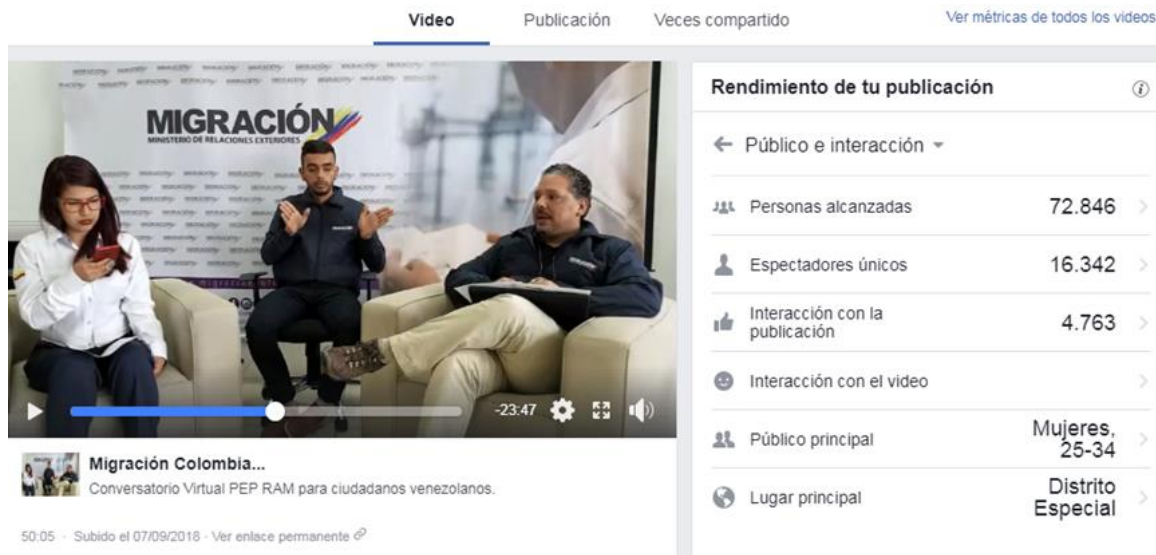 Video Publicación Veces compartido Ver métricas de todos los videos
MIGRACIÓN
MINISTERIO DE RELACIONES EXTERIORES
-23:47
Migración Colombia...
Conversatorio Virtual PEP RAM para ciudadanos venezolanos.
50:05 · Subido el 07/09/2018 · Ver enlace permanente
Rendimiento de tu publicación
Público e interacción
Personas alcanzadas 72.846
Espectadores únicos 16.342
Interacción con la
publicación 4.763
Interacción con el video
Público principal Mujeres,
25-34
Lugar principal Distrito
Especial